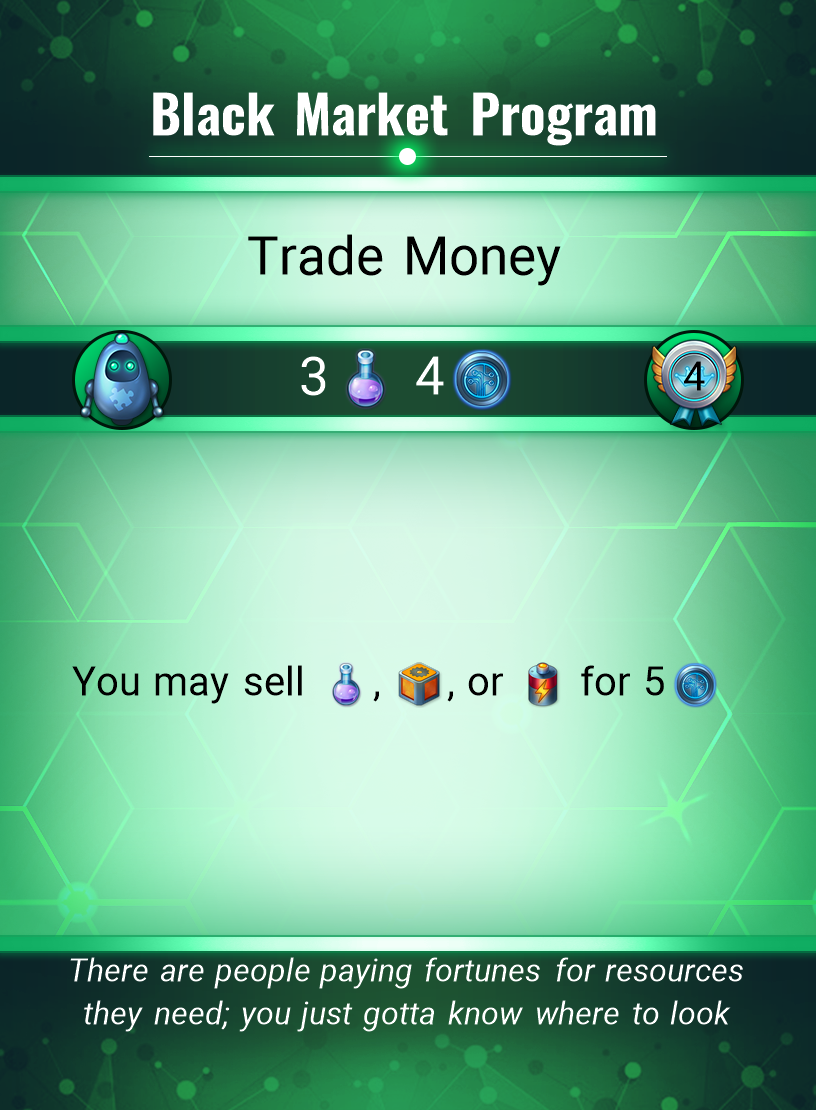 Black Market Program
Trade Money
3 4 4
You may sell , , or for 5
There are people paying fortunes for resources
they need; you just gotta know where to look